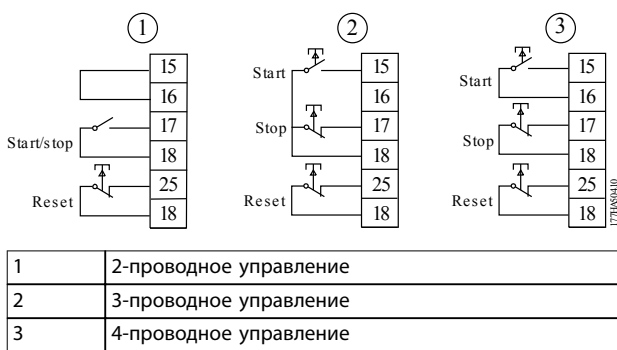 1
15
16
Start/stop
17
18
Reset
25
18
2
Start
15
16
Stop
17
18
Reset
25
18
3
Start
15
16
Stop
17
18
Reset
25
18
177HA504.10
1 2-проводное управление
2 3-проводное управление
3 4-проводное управление